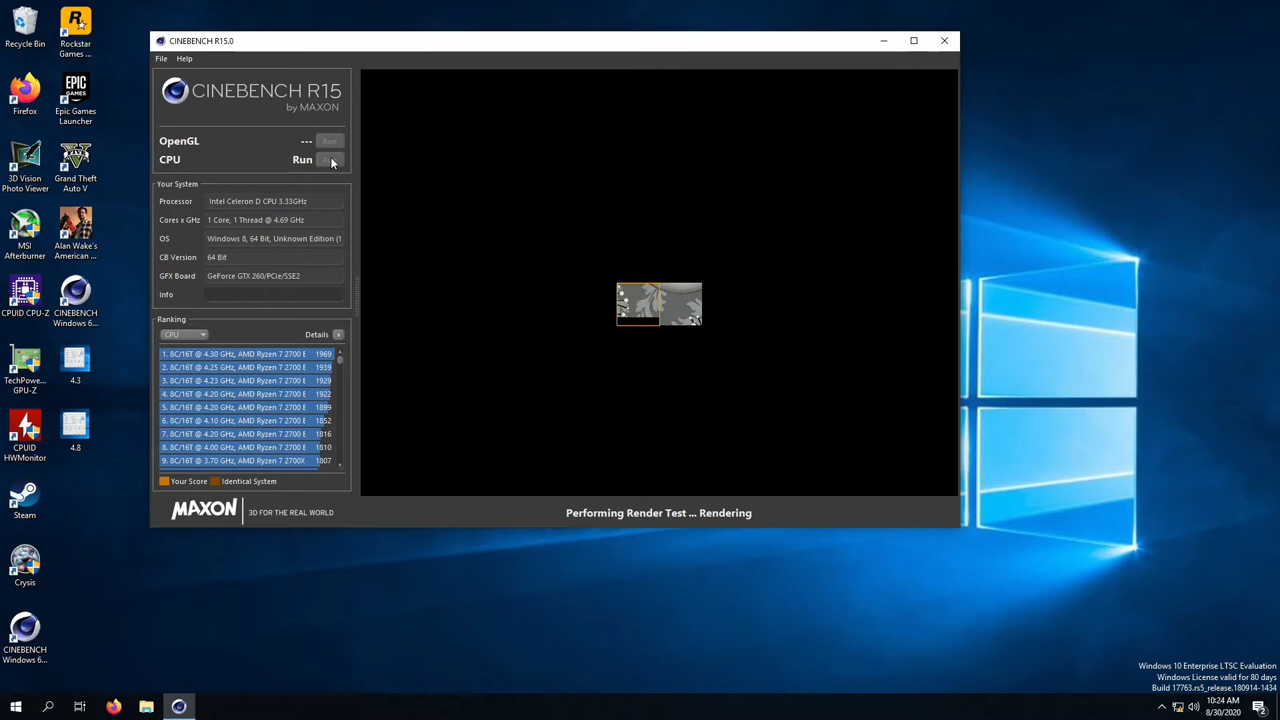 Recycle Bin
Rockstar
Games ...
Firefox
EPIC
GAMES
Epic Games
Launcher
3D Vision
Photo Viewer
Grand Theft
Auto V
MSI
Afterburner
Alan Wake's
American ...
CPUID CPU-Z
CINEBENCH
Windows 6...
TechPowe...
GPU-Z
4.3
CPUID
HWMonitor
4.8
Steam
Crysis
CINEBENCH
Windows 6...
CINEBENCH R15.0
File Help
CINEBENCH R15
by MAXON
OpenGL --- Run
CPU Run
Your System
Processor Intel Celeron D CPU 3.33GHz
Cores x GHz 1 Core, 1 Thread @ 4.69 GHz
OS Windows 8, 64 Bit, Unknown Edition (1
CB Version 64 Bit
GFX Board GeForce GTX 260/PCIe/SSE2
Info
Ranking
CPU Details
1. 8C/16T @ 4.30 GHz, AMD Ryzen 7 2700 E 1969
2. 8C/16T @ 4.25 GHz, AMD Ryzen 7 2700 E 1939
3. 8C/16T @ 4.23 GHz, AMD Ryzen 7 2700 E 1929
4. 8C/16T @ 4.20 GHz, AMD Ryzen 7 2700 E 1922
5. 8C/16T @ 4.20 GHz, AMD Ryzen 7 2700 E 1899
6. 8C/16T @ 4.10 GHz, AMD Ryzen 7 2700 E 1852
7. 8C/16T @ 4.20 GHz, AMD Ryzen 7 2700 E 1816
8. 8C/16T @ 4.00 GHz, AMD Ryzen 7 2700 E 1810
9. 8C/16T @ 3.70 GHz, AMD Ryzen 7 2700X 1807
Your Score Identical System
MAXON 3D FOR THE REAL WORLD
Performing Render Test ... Rendering
Windows 10 Enterprise LTSC Evaluation
Windows License valid for 80 days
Build 17763.rs5_release.180914-1434
10:24 AM
8/30/2020
2